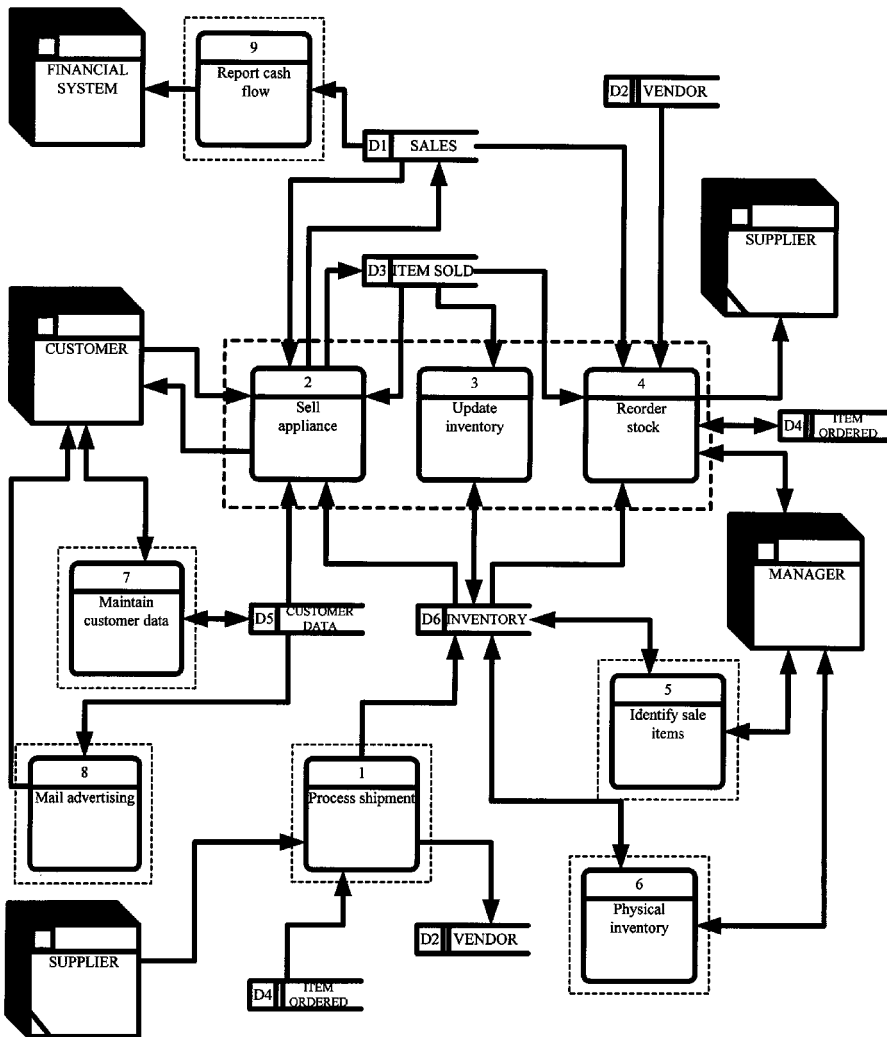 9
Report cash
flow
FINANCIAL
SYSTEM
D2 VENDOR
D1 SALES
SUPPLIER
D3 ITEM SOLD
CUSTOMER
2
Sell
appliance
3
Update
inventory
4
Reorder
stock
D4 ITEM
ORDERED
MANAGER
7
Maintain
customer data
D5 CUSTOMER
DATA
D6 INVENTORY
5
Identify sale
items
8
Mail advertising
1
Process shipment
6
Physical
inventory
SUPPLIER
D2 VENDOR
D4 ITEM
ORDERED